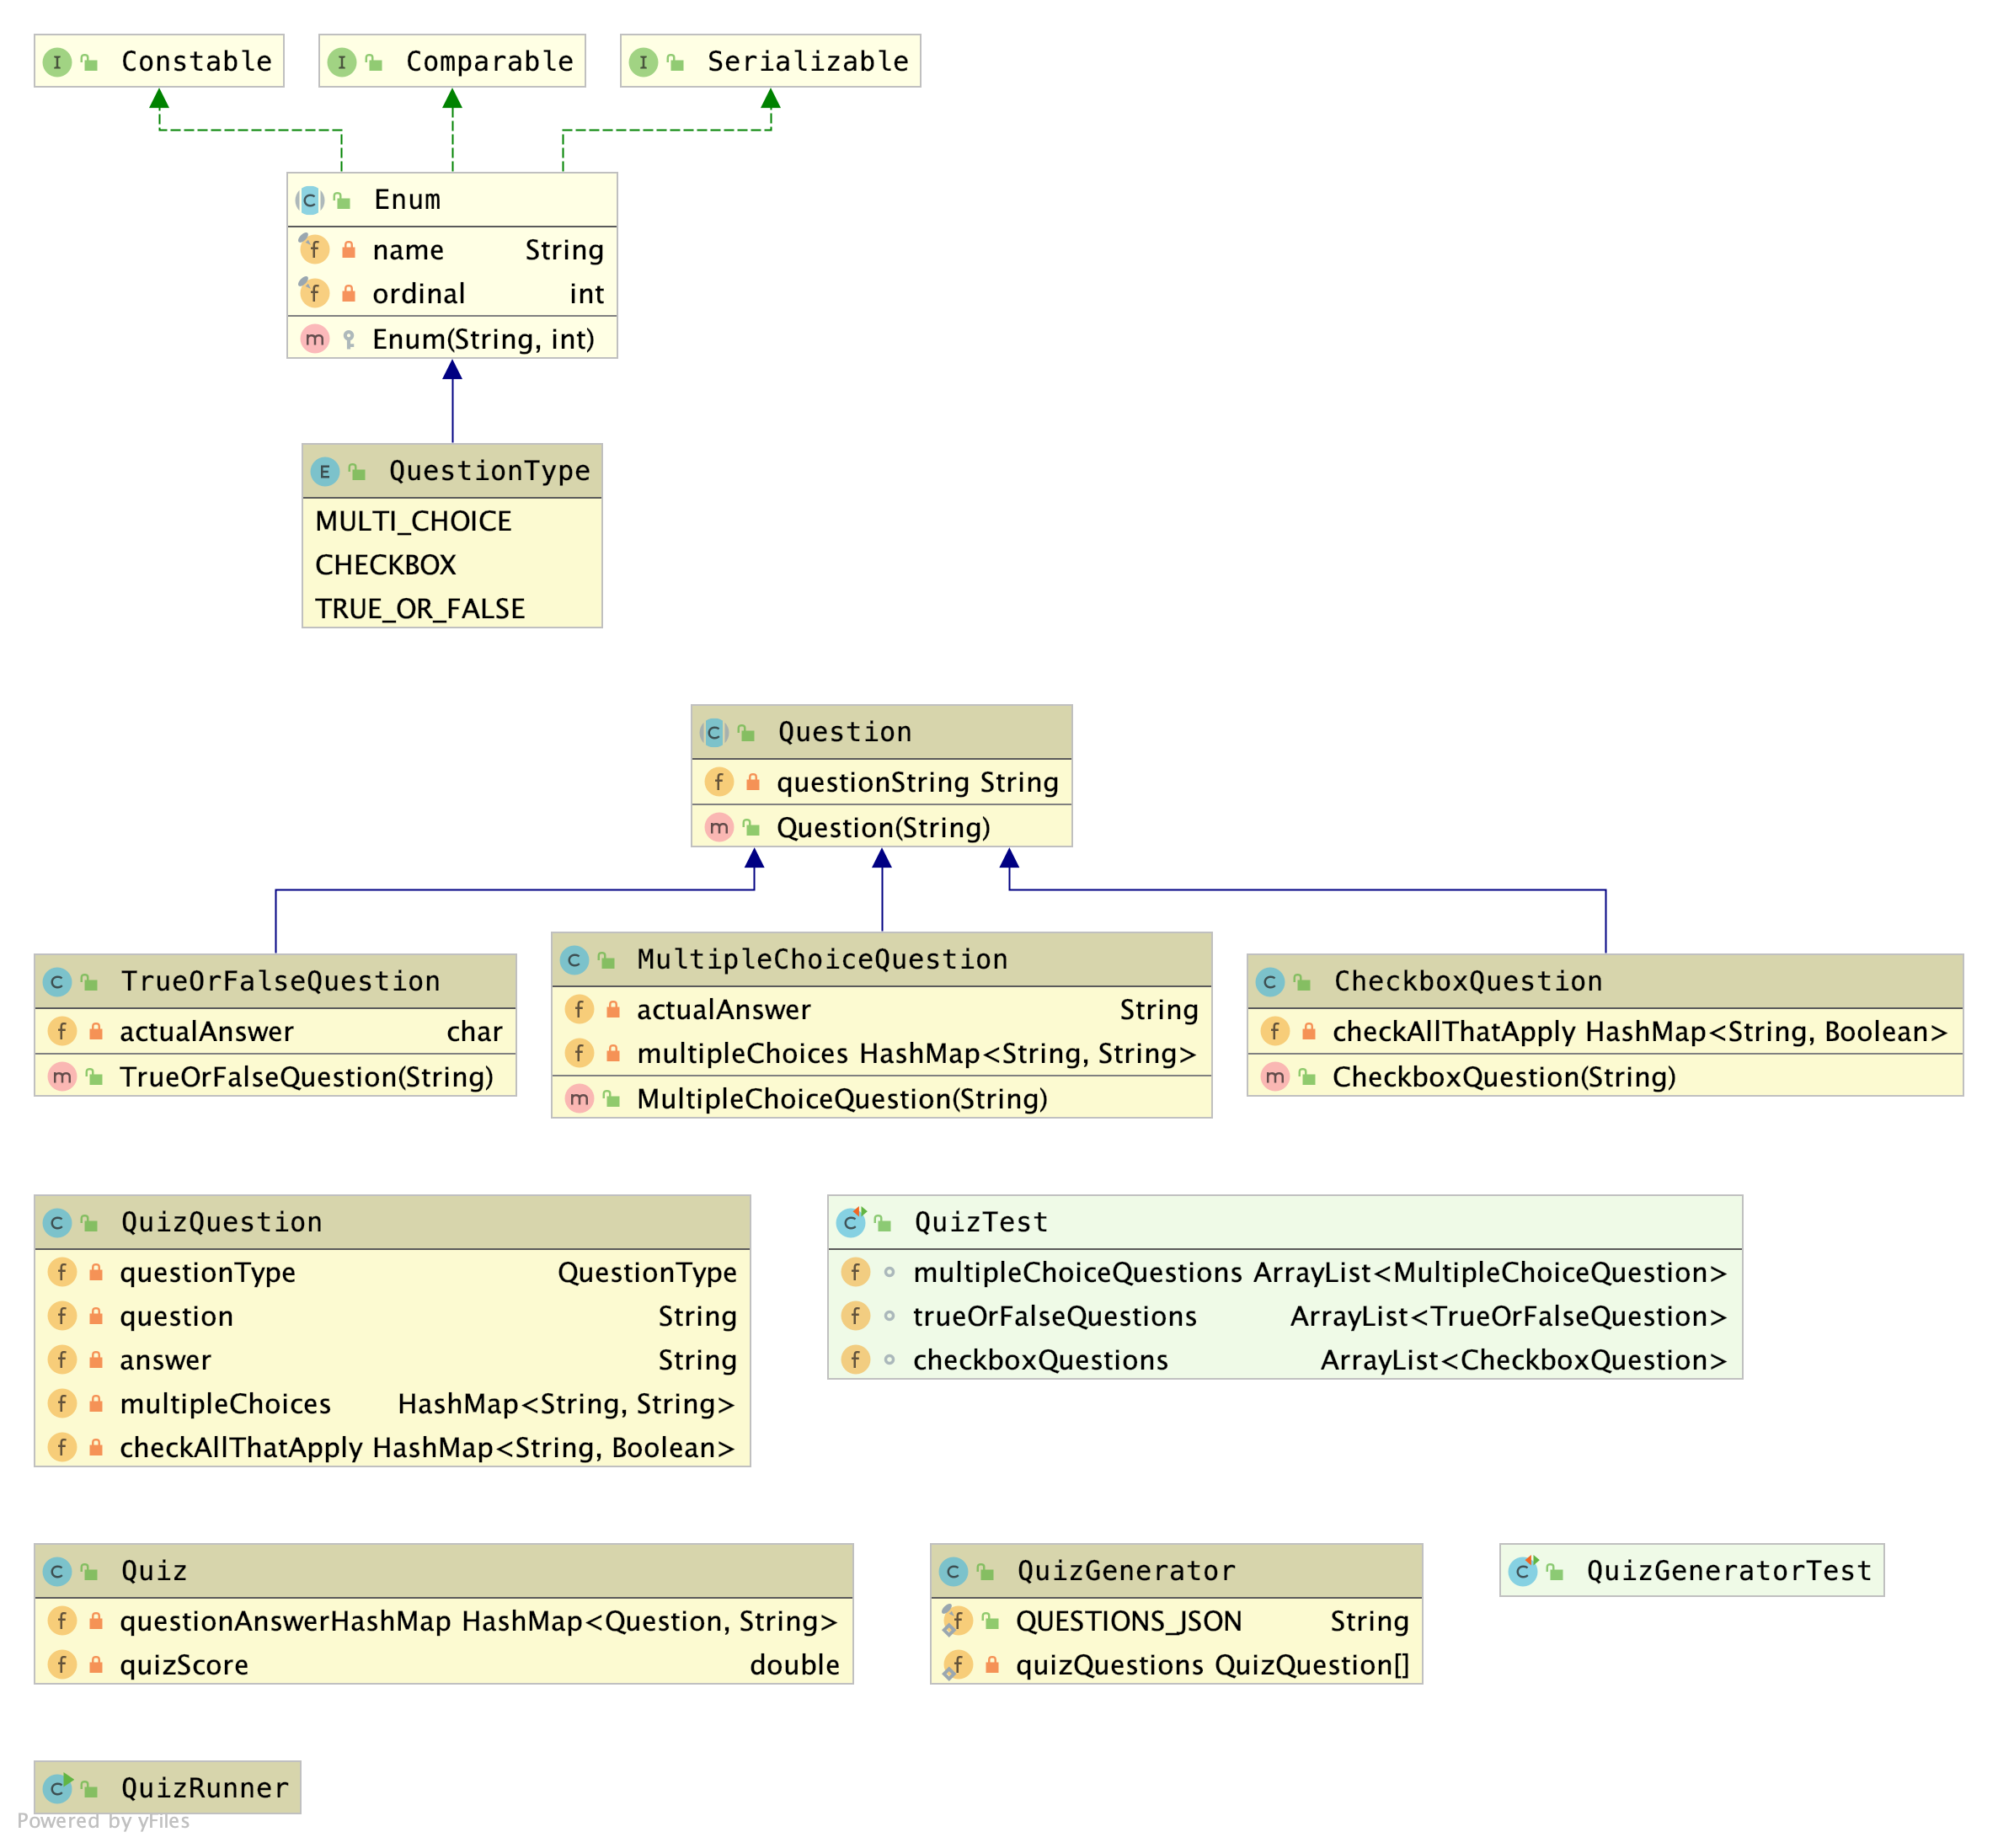 Constable
Comparable
Serializable
Enum
name String
ordinal int
Enum(String, int)
QuestionType
MULTI_CHOICE
CHECKBOX
TRUE_OR_FALSE
Question
questionString String
Question(String)
TrueOrFalseQuestion
actualAnswer char
TrueOrFalseQuestion(String)
MultipleChoiceQuestion
actualAnswer String
multipleChoices HashMap<String, String>
MultipleChoiceQuestion(String)
CheckboxQuestion
checkAllThatApply HashMap<String, Boolean>
CheckboxQuestion(String)
QuizQuestion
questionType QuestionType
question String
answer String
multipleChoices HashMap<String, String>
checkAllThatApply HashMap<String, Boolean>
QuizTest
multipleChoiceQuestions ArrayList<MultipleChoiceQuestion>
trueOrFalseQuestions ArrayList<TrueOrFalseQuestion>
checkboxQuestions ArrayList<CheckboxQuestion>
Quiz
questionAnswerHashMap HashMap<Question, String>
quizScore double
QuizGenerator
QUESTIONS_JSON String
quizQuestions QuizQuestion[]
QuizGeneratorTest
QuizRunner
Powered by yFiles